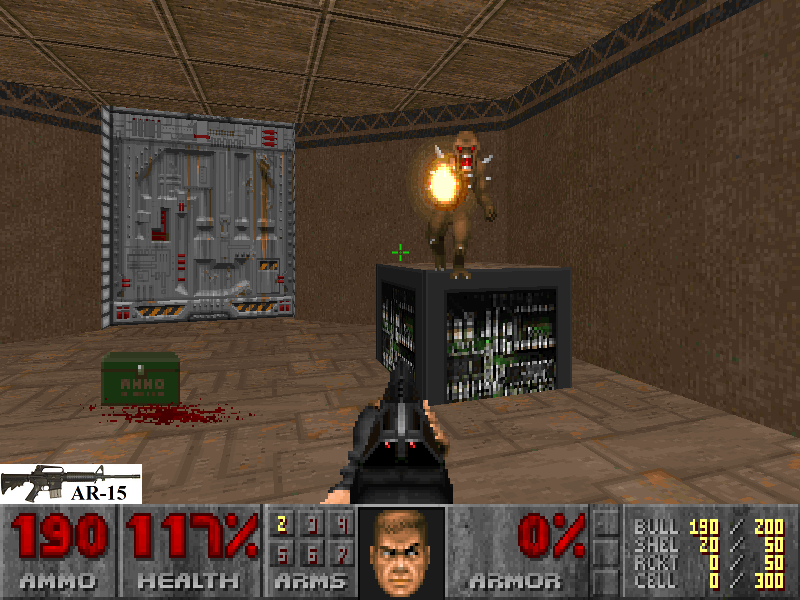 AMMO
AR-15
190 117% 2 3 4 0% BULL 190 / 200
SHEL 20 / 50
5 6 7 RCKT 0 / 50
AMMO HEALTH ARMS ARMOR CELL 0 / 300